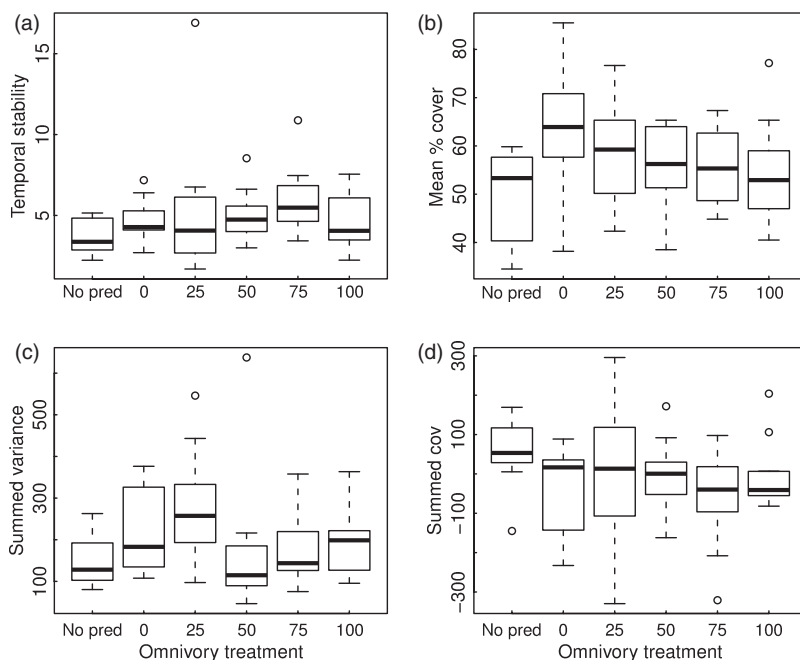 (a)
Temporal stability
15
10
5
No pred 0 25 50 75 100
(b)
Mean % cover
80
70
60
50
40
No pred 0 25 50 75 100
(c)
Summed variance
500
300
100
No pred 0 25 50 75 100
Omnivory treatment
(d)
Summed cov
300
100
−100
−300
No pred 0 25 50 75 100
Omnivory treatment